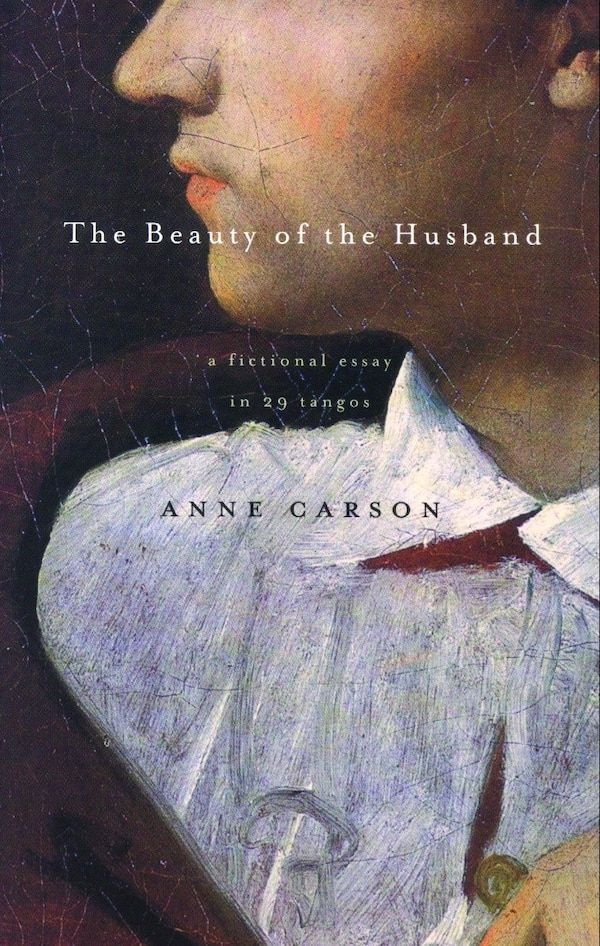 The Beauty of the Husband
a fictional essay
in 29 tangos
ANNE CARSON